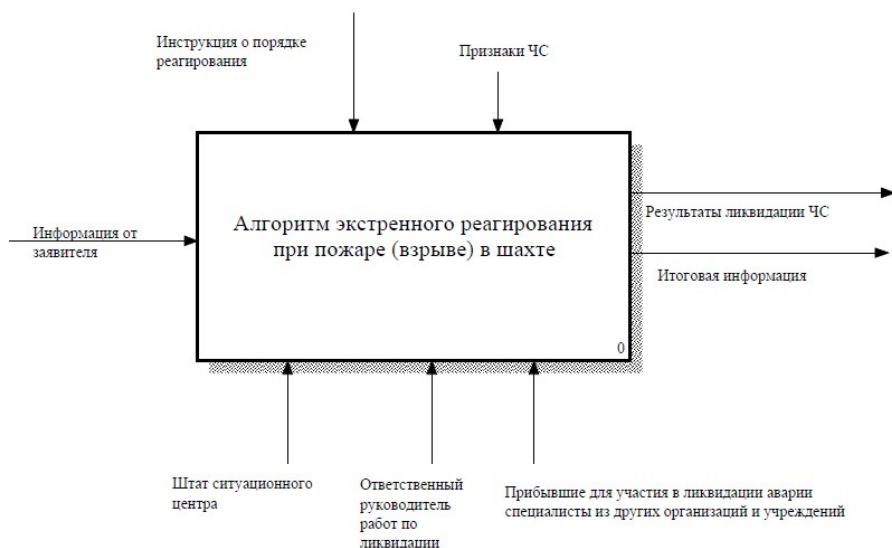 Инструкция о порядке
реагирования
Признаки ЧС
Алгоритм экстренного реагирования
при пожаре (взрыве) в шахте
0
Информация от
заявителя
Результаты ликвидации ЧС
Итоговая информация
Штат ситуационного
центра
Ответственный
руководитель
работ по
ликвидации
Прибывшие для участия в ликвидации аварии
специалисты из других организаций и учреждений